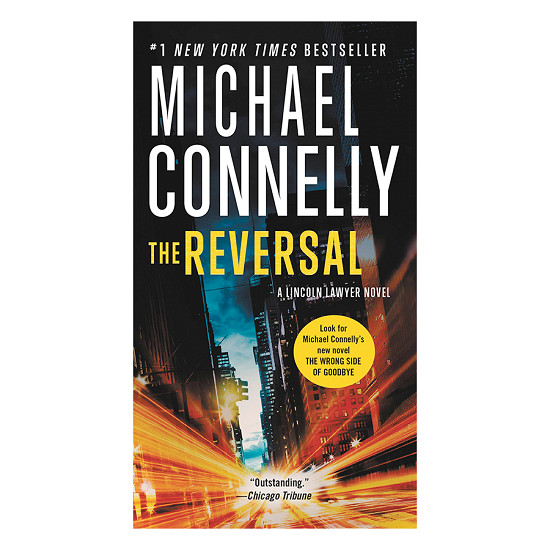 #1 NEW YORK TIMES BESTSELLER
MICHAEL
CONNELLY
THE REVERSAL
A LINCOLN LAWYER NOVEL
Look for
Michael Connelly's
new novel
THE WRONG SIDE
OF GOODBYE
“Outstanding.”
—Chicago Tribune